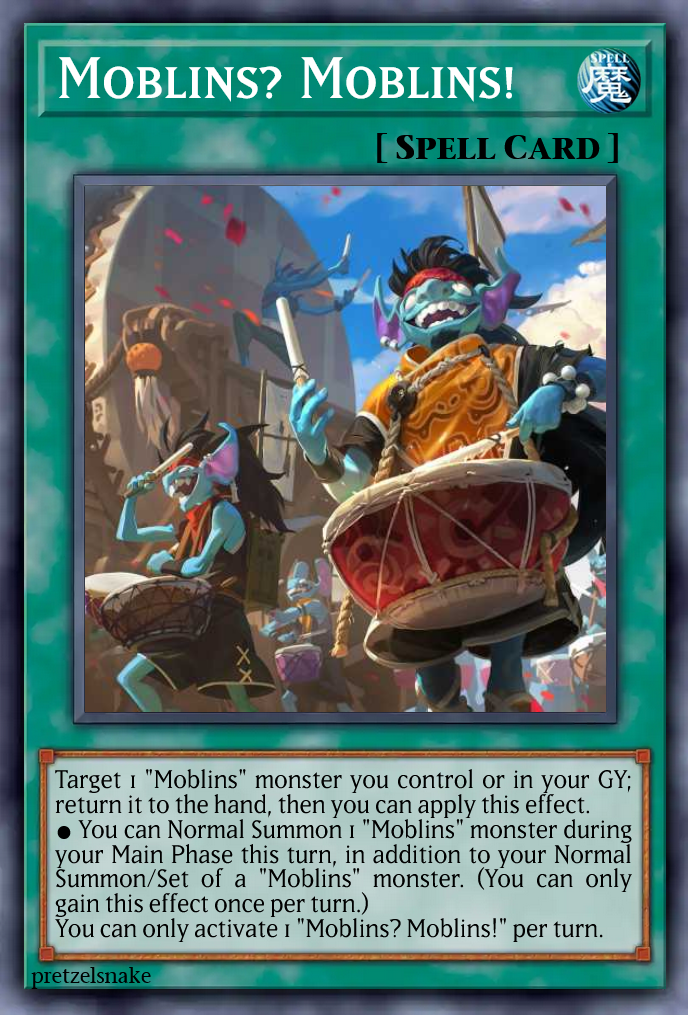 MOBLINS? MOBLINS!
SPELL
魔
[ SPELL CARD ]
Target 1 "Moblins" monster you control or in your GY;
return it to the hand, then you can apply this effect.
● You can Normal Summon 1 "Moblins" monster during
your Main Phase this turn, in addition to your Normal
Summon/Set of a "Moblins" monster. (You can only
gain this effect once per turn.)
You can only activate 1 "Moblins? Moblins!" per turn.
pretzelsnake